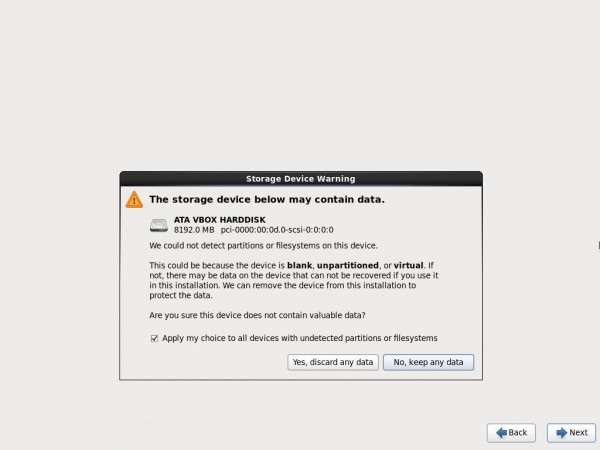 Storage Device Warning
The storage device below may contain data.
ATA VBOX HARDDISK
8192.0 MB pci-0000:00:0d.0-scsi-0:0:0:0
We could not detect partitions or filesystems on this device.
This could be because the device is blank, unpartitioned, or virtual. If
not, there may be data on the device that can not be recovered if you use it
in this installation. We can remove the device from this installation to
protect the data.
Are you sure this device does not contain valuable data?
Apply my choice to all devices with undetected partitions or filesystems
Yes, discard any data No, keep any data
Back Next